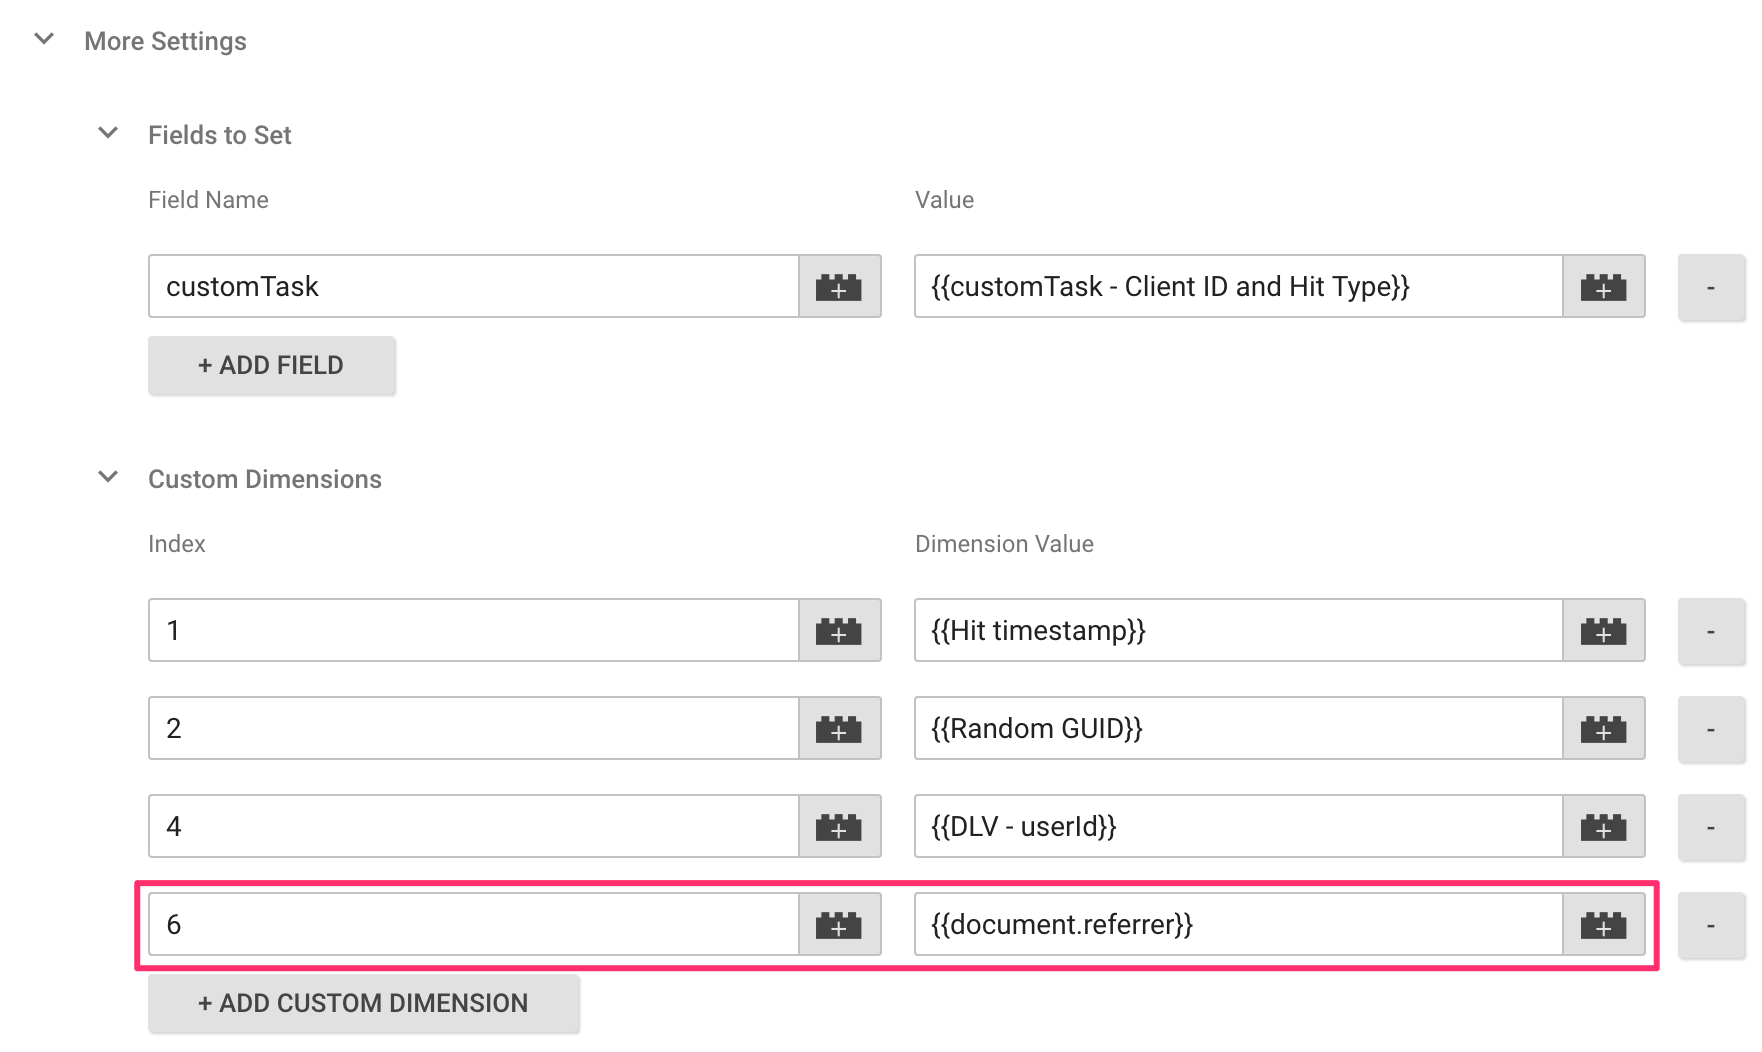 More Settings
Fields to Set
Field Name Value
customTask {{customTask - Client ID and Hit Type}} -
+ ADD FIELD
Custom Dimensions
Index Dimension Value
1 {{Hit timestamp}} -
2 {{Random GUID}} -
4 {{DLV - userId}} -
6 {{document.referrer}} -
+ ADD CUSTOM DIMENSION